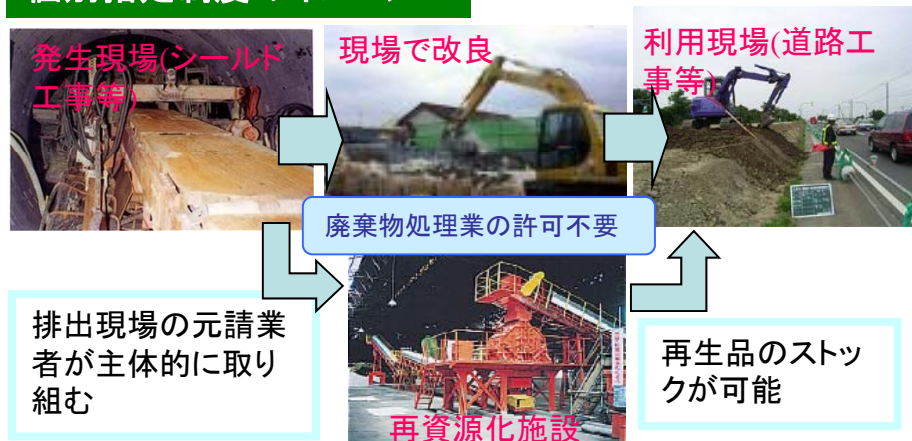 発生現場(シールド
工事等)
現場で改良
利用現場(道路工
事等)
廃棄物処理業の許可不要
排出現場の元請業
者が主体的に取り
組む
再生品のストッ
クが可能
再資源化施設